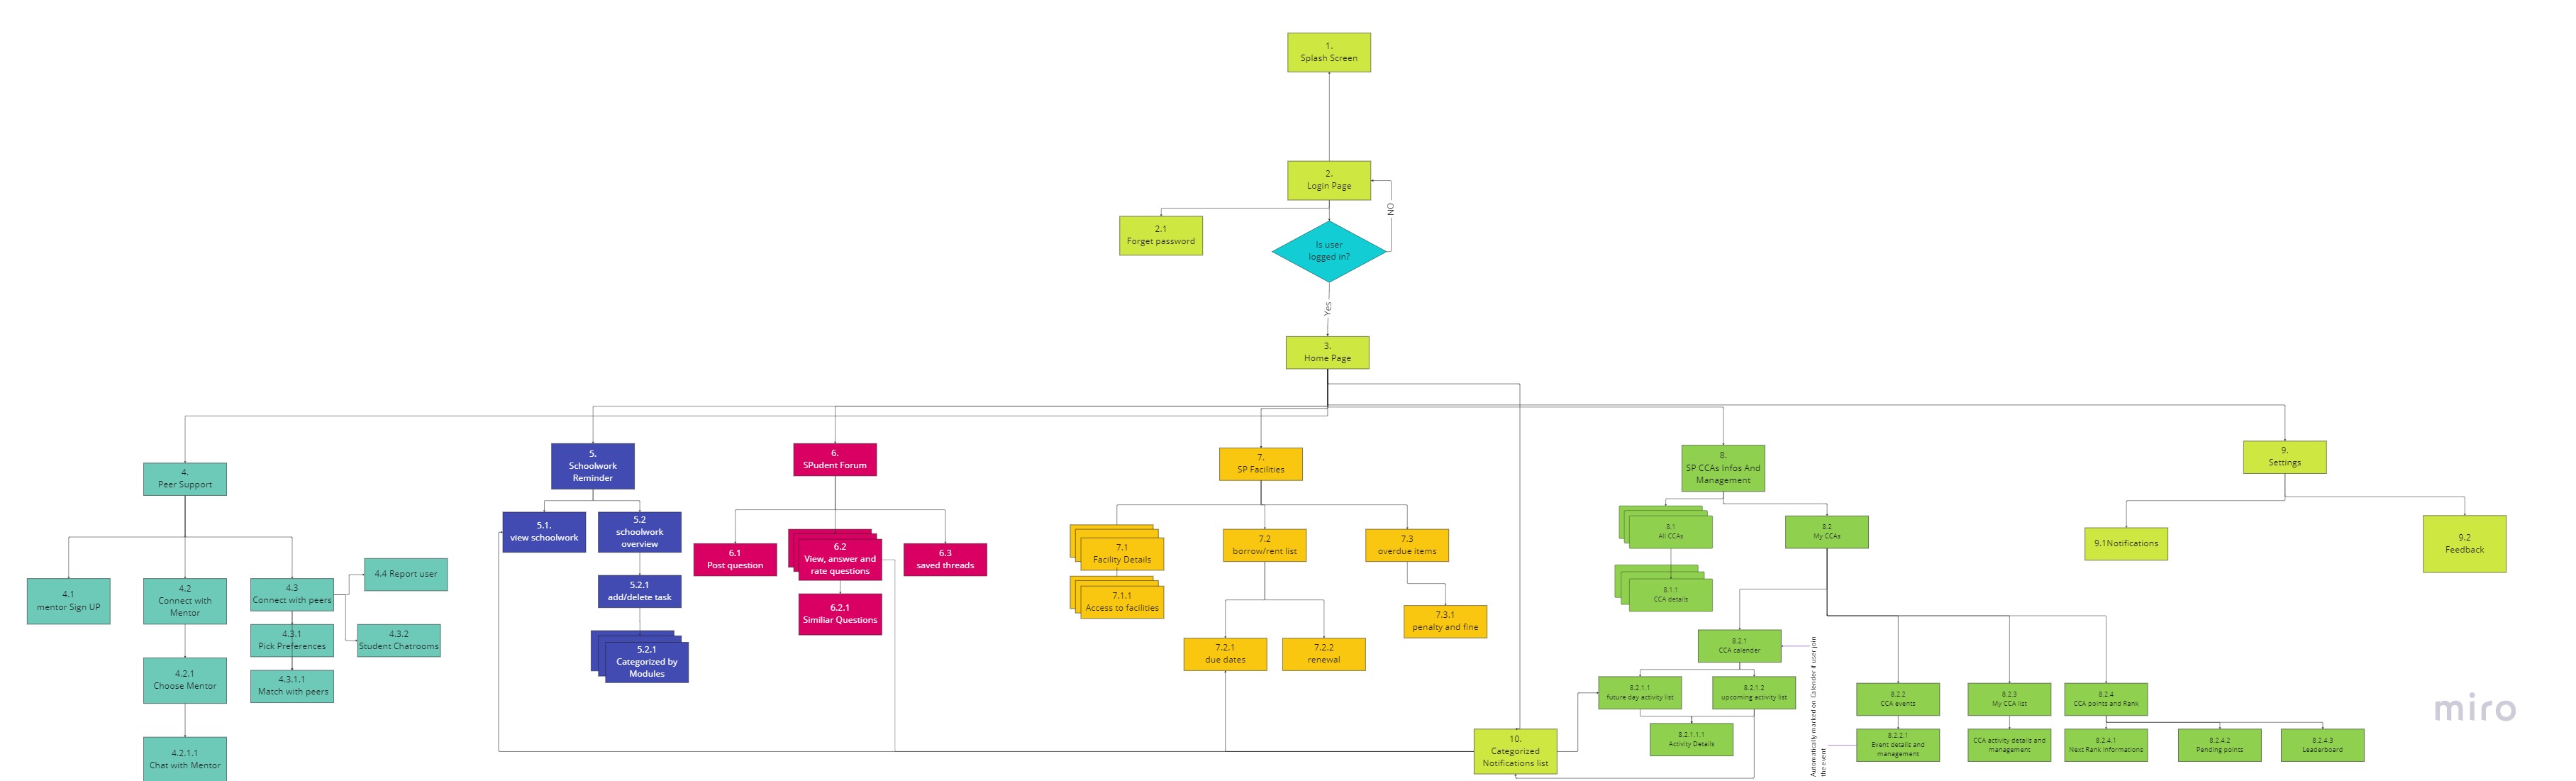 1.
Splash Screen
2.
Login Page
NO
2.1
Forget password
Is user
logged in?
Yes
3.
Home Page
4.
Peer Support
4.1
mentor Sign UP
4.2
Connect with
Mentor
4.2.1
Choose Mentor
4.2.1.1
Chat with Mentor
4.3
Connect with peers
4.3.1
Pick Preferences
4.3.1.1
Match with peers
4.4 Report user
4.3.2
Student Chatrooms
5.
Schoolwork
Reminder
5.1.
view schoolwork
5.2
schoolwork
overview
5.2.1
add/delete task
5.2.1
Categorized by
Modules
6.
SPudent Forum
6.1
Post question
6.2
View, answer and
rate questions
6.2.1
Similiar Questions
6.3
saved threads
7.
SP Facilities
7.1
Facility Details
7.1.1
Access to facilities
7.2
borrow/rent list
7.2.1
due dates
7.2.2
renewal
7.3
overdue items
7.3.1
penalty and fine
10.
Categorized
Notifications list
8.
SP CCAs Infos And
Management
8.1
All CCAs
8.1.1
CCA details
8.2
My CCAs
8.2.1
CCA calender
8.2.1.1
future day activity list
8.2.1.2
upcoming activity list
8.2.1.1.1
Activity Details
Automatically marked on Calender if user pin
the event
8.2.2
CCA events
8.2.2.1
Event details and
management
8.2.3
My CCA list
CCA activity details and
management
8.2.4
CCA points and Rank
8.2.4.1
Next Rank informations
8.2.4.2
Pending points
8.2.4.3
Leaderboard
9.
Settings
9.1Notifications
9.2
Feedback
miro